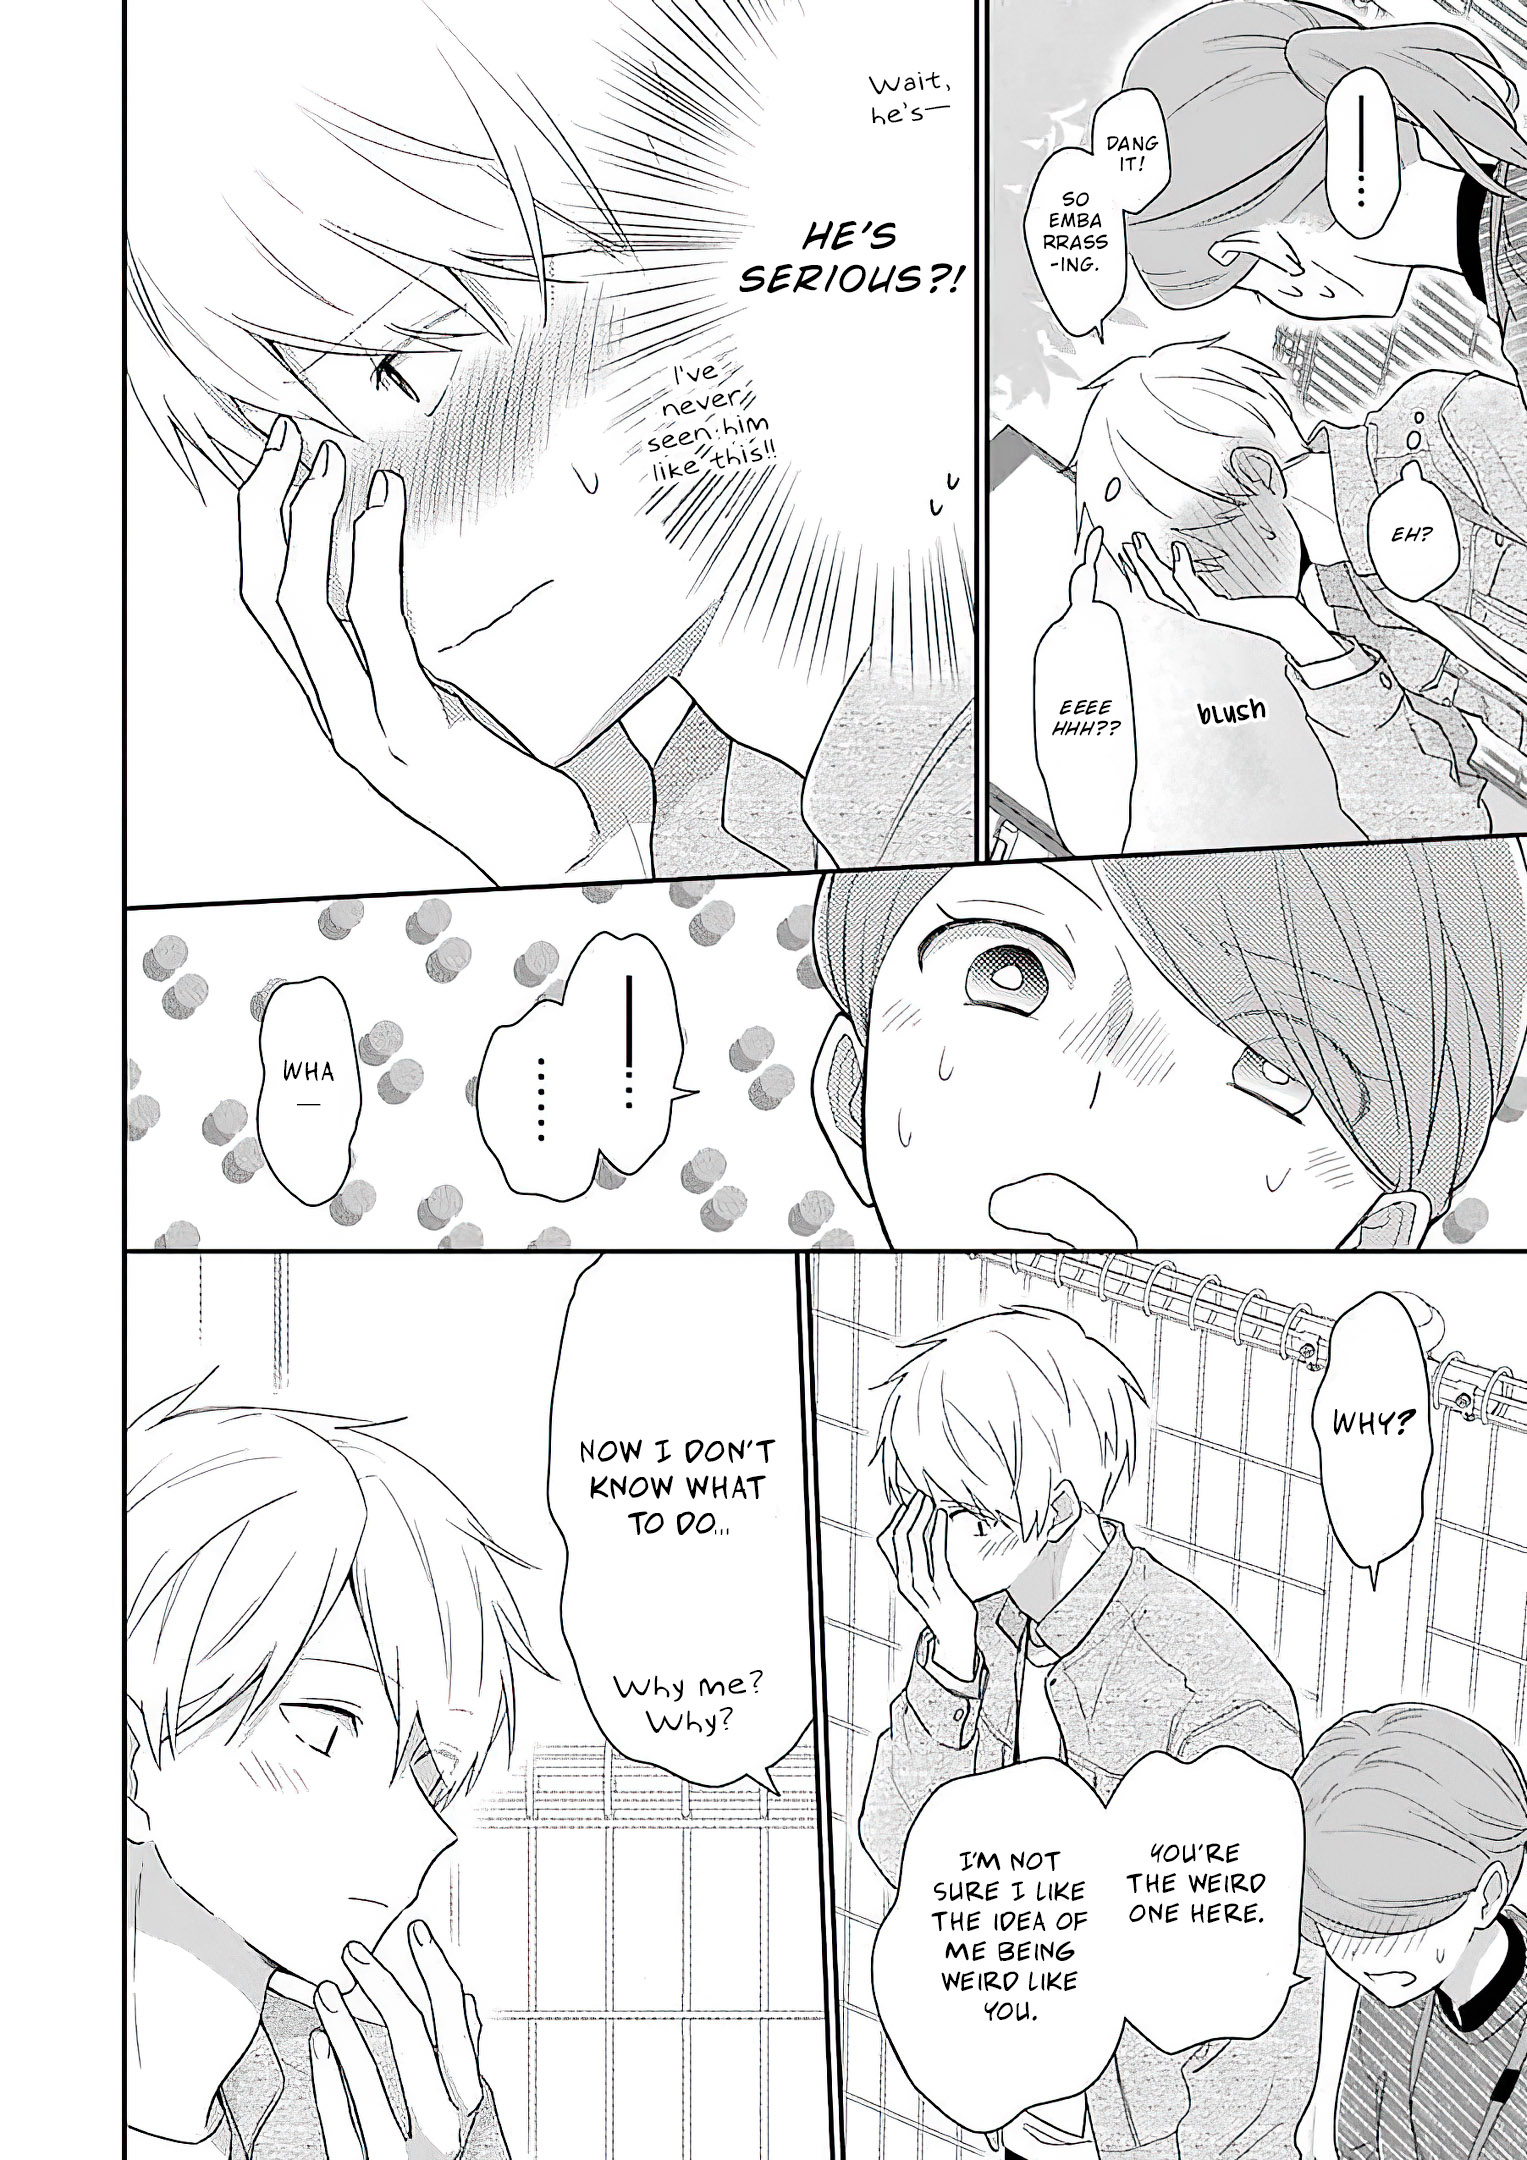 DANG
IT!
SO
EMBA
RRASS
-ING.
EH?
EEEE
HHH??
blush
Wait,
he's—
HE'S
SERIOUS?!
I've
never
seen him
like this!!
WHA
—
WHY?
YOU'RE
THE WEIRD
ONE HERE.
I'M NOT
SURE I LIKE
THE IDEA OF
ME BEING
WEIRD LIKE
YOU.
NOW I DON'T
KNOW WHAT
TO DO...
Why me?
Why?